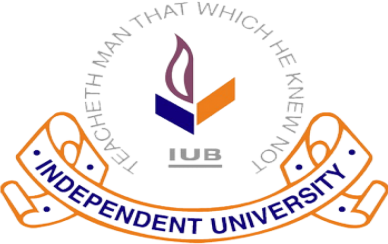 TEACHETH MAN THAT WHICH HE KNEW NOT
IUB
INDEPENDENT UNIVERSITY